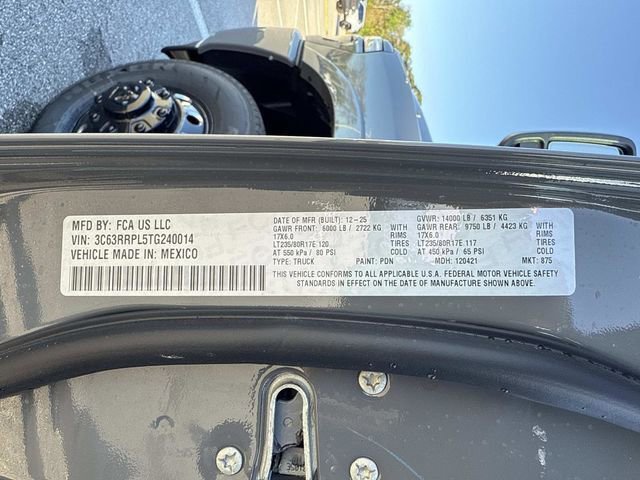 MFD BY: FCA US LLC
VIN: 3C63RRPL5TG240014
VEHICLE MADE IN: MEXICO
DATE OF MFR (BUILT): 12-25 GVWR: 14000 LB / 6351 KG
GAWR FRONT: 6000 LB / 2722 KG WITH GAWR REAR: 9750 LB / 4423 KG WITH
17X6.0 RIMS 17X6.0 RIMS
LT235/80R17E 120 TIRES LT235/80R17E 117 TIRES
AT 550 kPa / 80 PSI COLD AT 450 kPa / 65 PSI COLD
TYPE: TRUCK PAINT: PDN MDH: 120421 MKT: 875
THIS VEHICLE CONFORMS TO ALL APPLICABLE U.S.A. FEDERAL MOTOR VEHICLE SAFETY
STANDARDS IN EFFECT ON THE DATE OF MANUFACTURE SHOWN ABOVE.